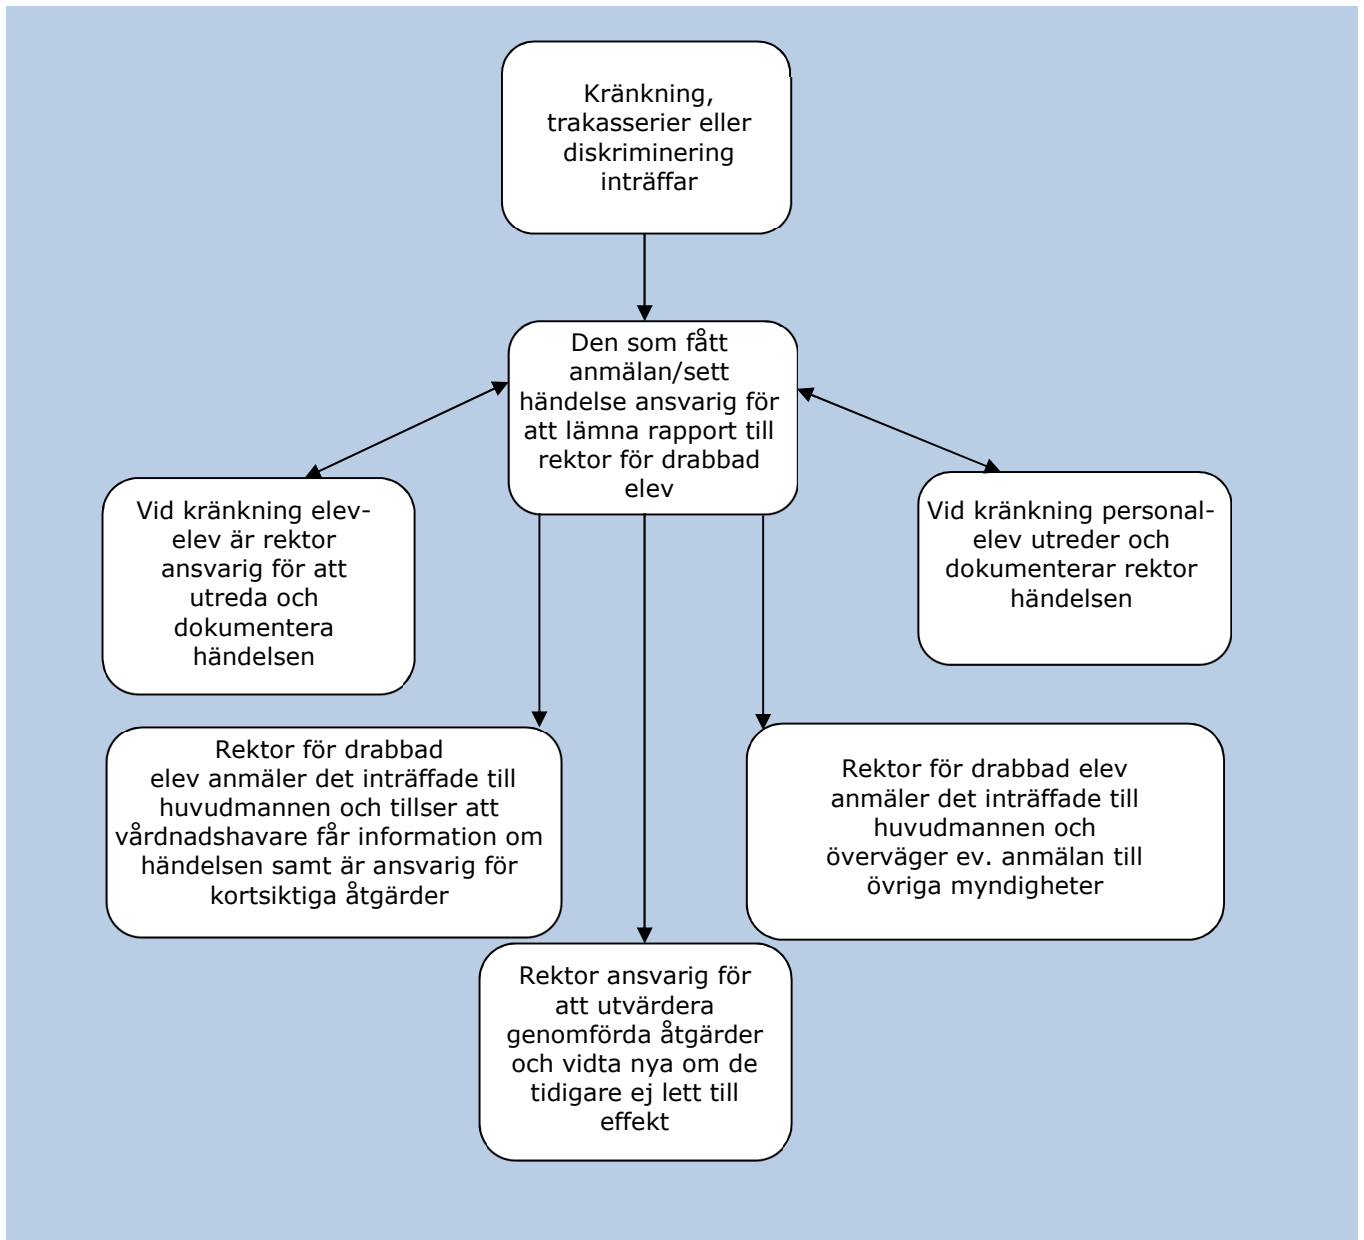 Kränkning,
trakasserier eller
diskriminering
inträffar
Den som fått
anmälan/sett
händelse ansvarig för
att lämna rapport till
rektor för drabbad
elev
Vid kränkning elev-
elev är rektor
ansvarig för att
utreda och
dokumentera
händelsen
Vid kränkning personal-
elev utreder och
dokumenterar rektor
händelsen
Rektor för drabbad
elev anmäler det inträffade till
huvudmannen och tillser att
vårdnadshavare får information om
händelsen samt är ansvarig för
kortsiktiga åtgärder
Rektor för drabbad elev
anmäler det inträffade till
huvudmannen och
överväger ev. anmälan till
övriga myndigheter
Rektor ansvarig för
att utvärdera
genomförda åtgärder
och vidta nya om de
tidigare ej lett till
effekt